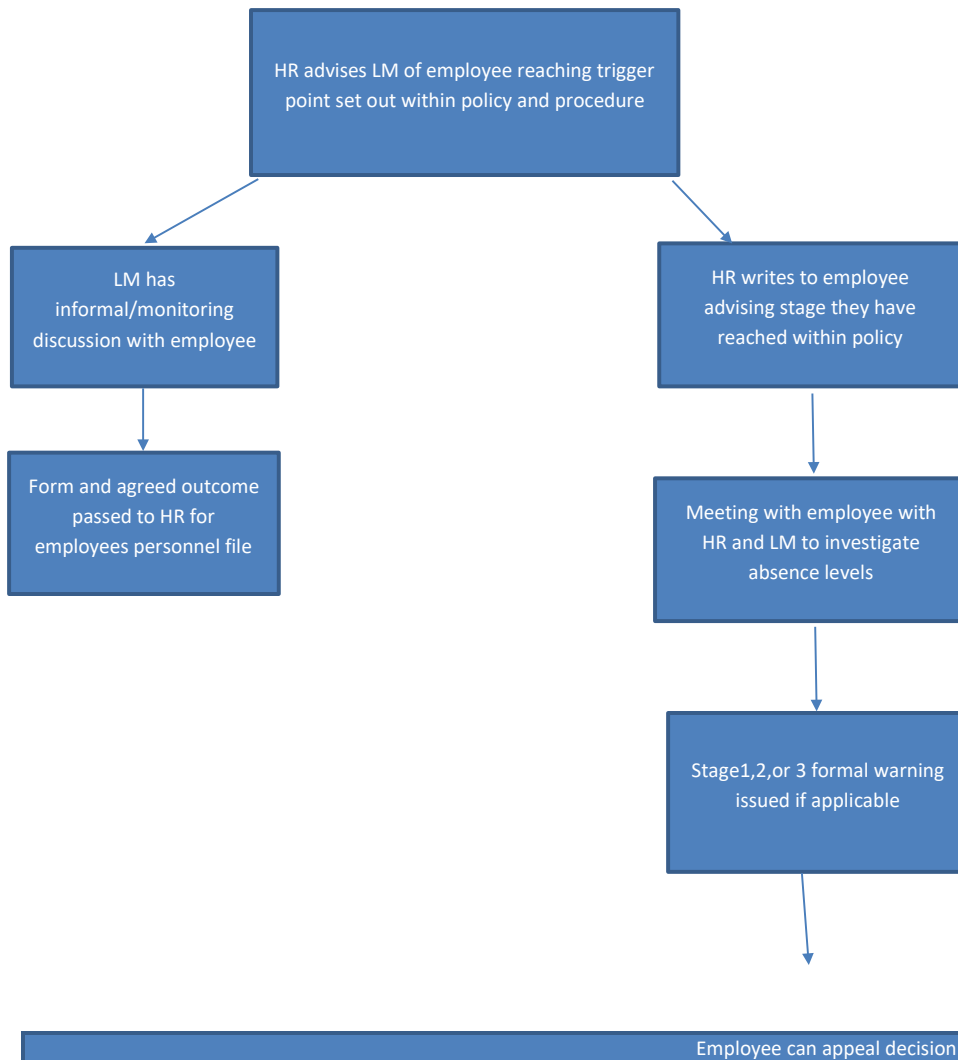 HR advises LM of employee reaching trigger
point set out within policy and procedure
LM has
informal/monitoring
discussion with employee
Form and agreed outcome
passed to HR for
employees personnel file
HR writes to employee
advising stage they have
reached within policy
Meeting with employee with
HR and LM to investigate
absence levels
Stage1,2,or 3 formal warning
issued if applicable
Employee can appeal decision